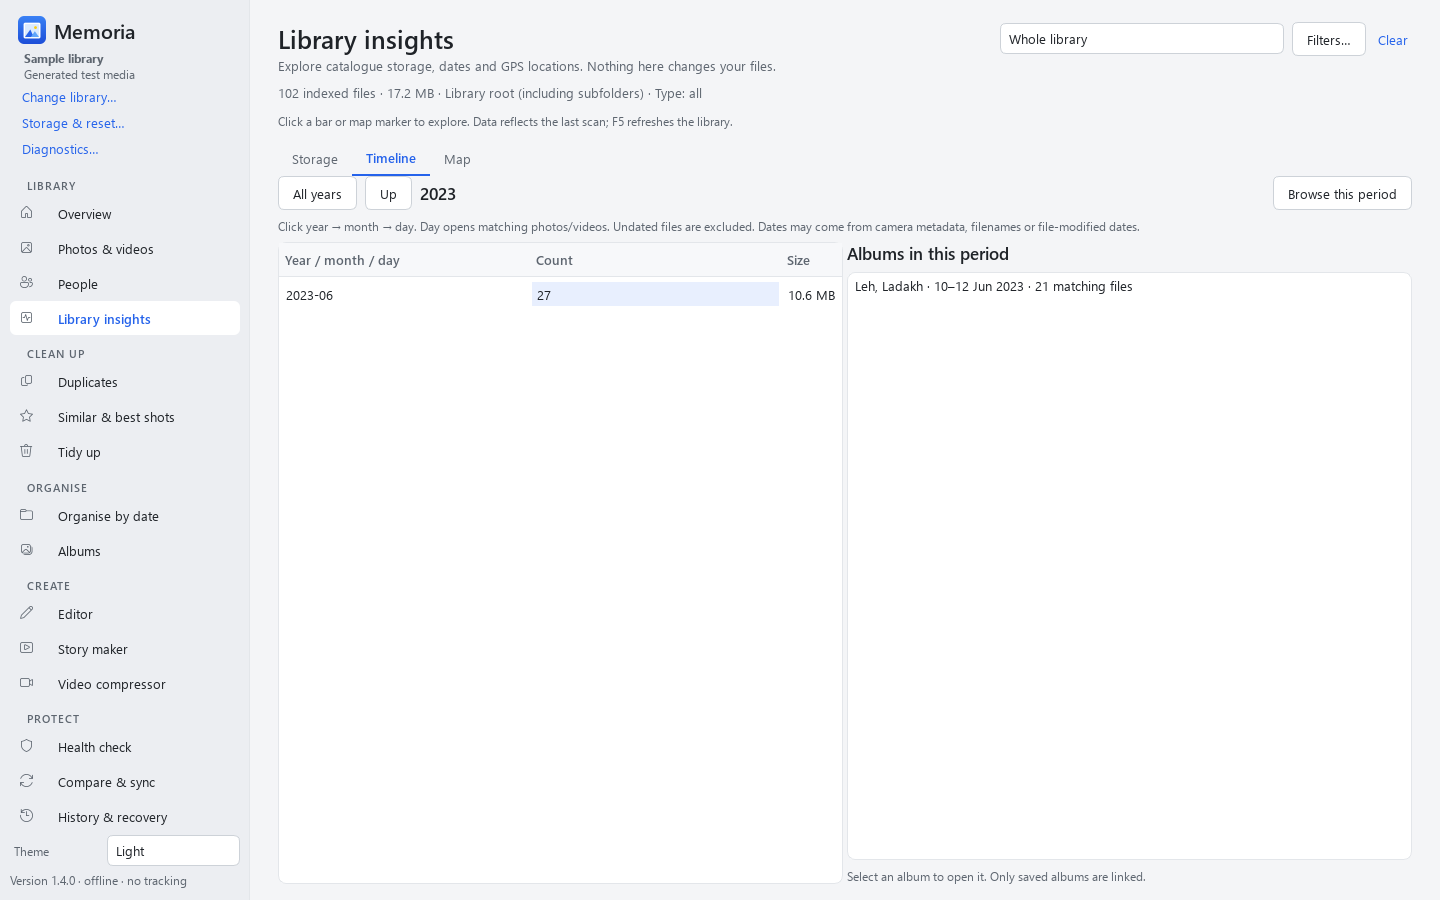 Memoria
Sample library
Generated test media
Change library...
Storage & reset...
Diagnostics...
LIBRARY
Overview
Photos & videos
People
Library insights
CLEAN UP
Duplicates
Similar & best shots
Tidy up
ORGANISE
Organise by date
Albums
CREATE
Editor
Story maker
Video compressor
PROTECT
Health check
Compare & sync
History & recovery
Theme Light
Version 1.4.0 · offline · no tracking
Library insights
Whole library Filters... Clear
Explore catalogue storage, dates and GPS locations. Nothing here changes your files.
102 indexed files · 17.2 MB · Library root (including subfolders) · Type: all
Click a bar or map marker to explore. Data reflects the last scan; F5 refreshes the library.
Storage Timeline Map
All years Up 2023 Browse this period
Click year → month → day. Day opens matching photos/videos. Undated files are excluded. Dates may come from camera metadata, filenames or file-modified dates.
Year / month / day Count Size
2023-06 27 10.6 MB
Albums in this period
Leh, Ladakh · 10–12 Jun 2023 · 21 matching files
Select an album to open it. Only saved albums are linked.